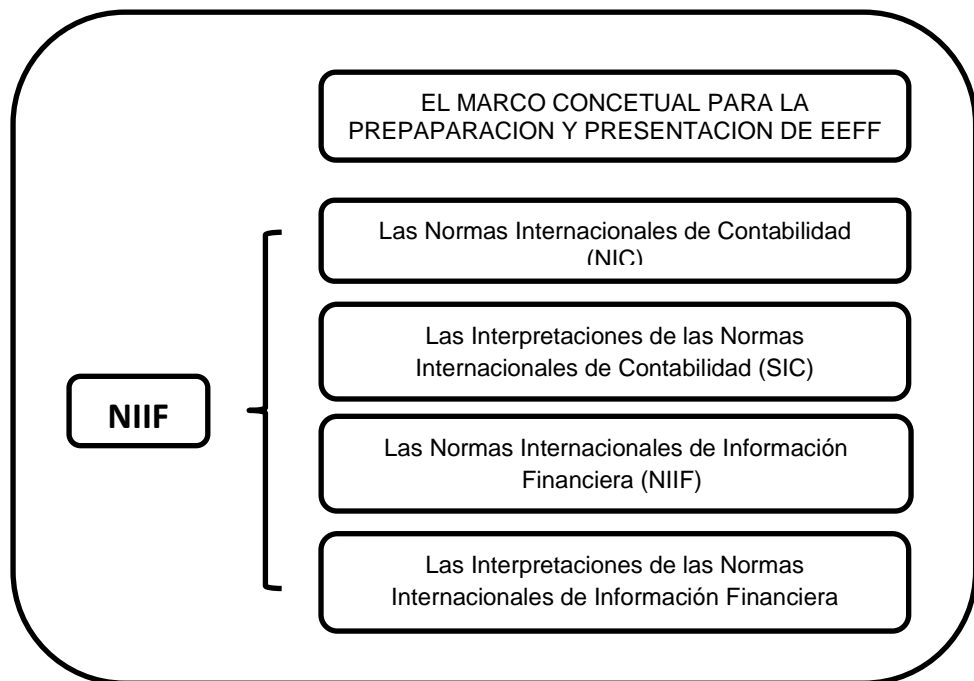 EL MARCO CONCETUAL PARA LA
PREPAPARACION Y PRESENTACION DE EEFF
Las Normas Internacionales de Contabilidad
(NIC)
Las Interpretaciones de las Normas
Internacionales de Contabilidad (SIC)
NIIF
Las Normas Internacionales de Información
Financiera (NIIF)
Las Interpretaciones de las Normas
Internacionales de Información Financiera